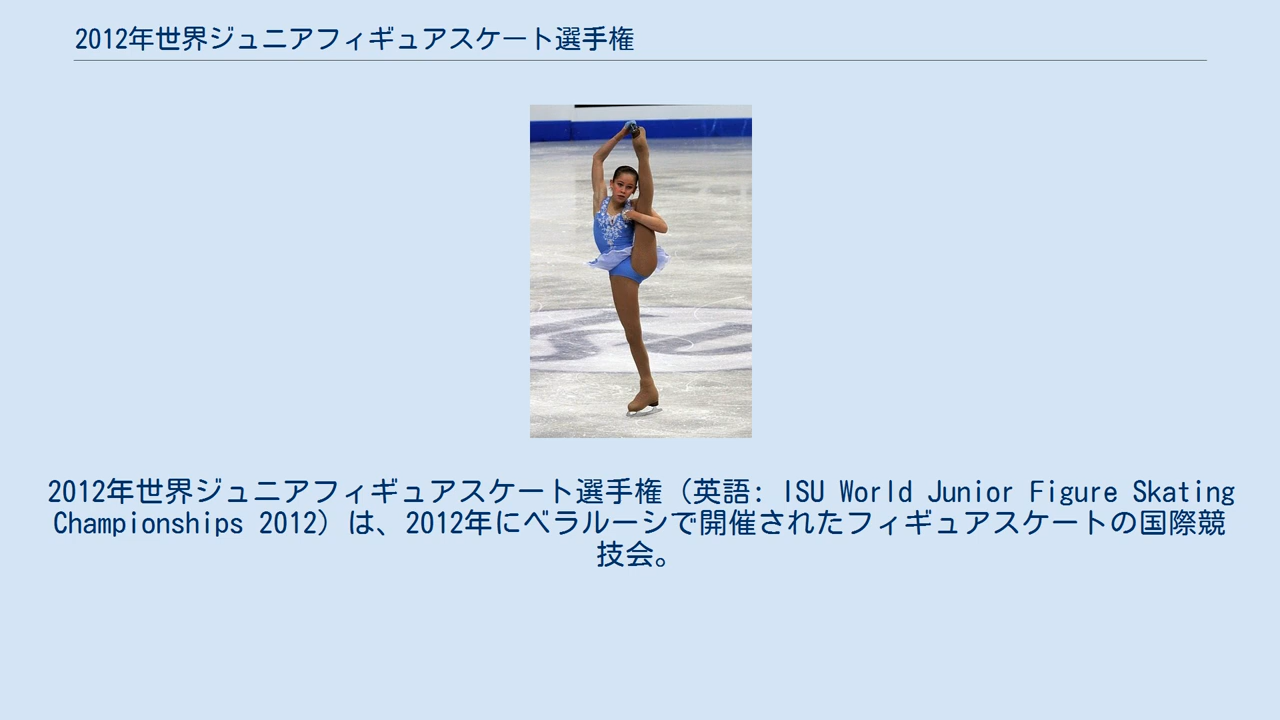 2012年世界ジュニアフィギュアスケート選手権
2012年世界ジュニアフィギュアスケート選手権（英語: ISU World Junior Figure Skating
Championships 2012）は、2012年にベラルーシで開催されたフィギュアスケートの国際競
技会。